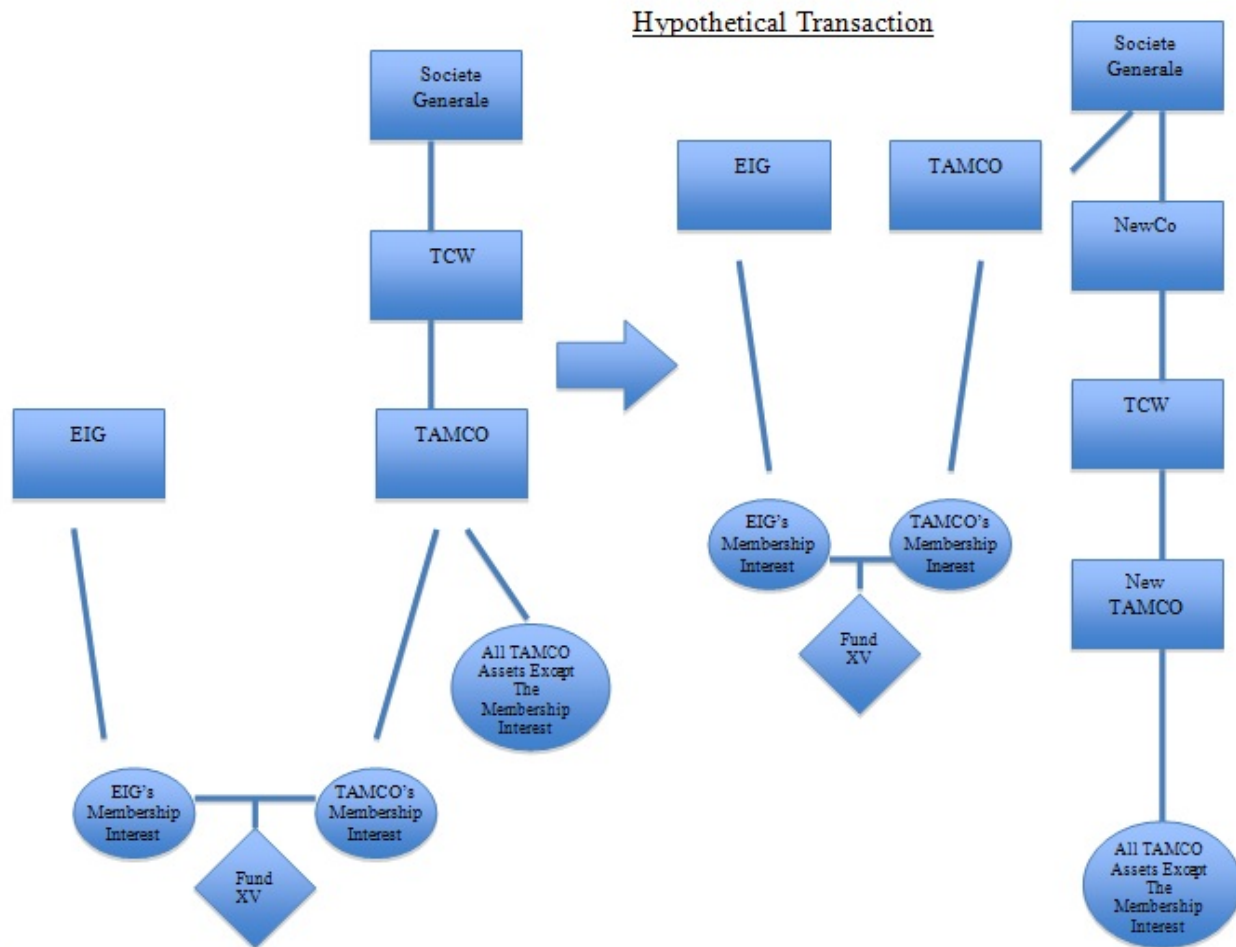 Hypothetical Transaction
Societe
Generale
TCW
EIG
TAMCO
All TAMCO
Assets Except
The
Membership
Interest
EIG's
Membership
Interest
TAMCO's
Membership
Interest
Fund
XV
Societe
Generale
EIG
TAMCO
NewCo
TCW
EIG's
Membership
Interest
TAMCO's
Membership
Inerest
Fund
XV
New
TAMCO
All TAMCO
Assets Except
The
Membership
Interest